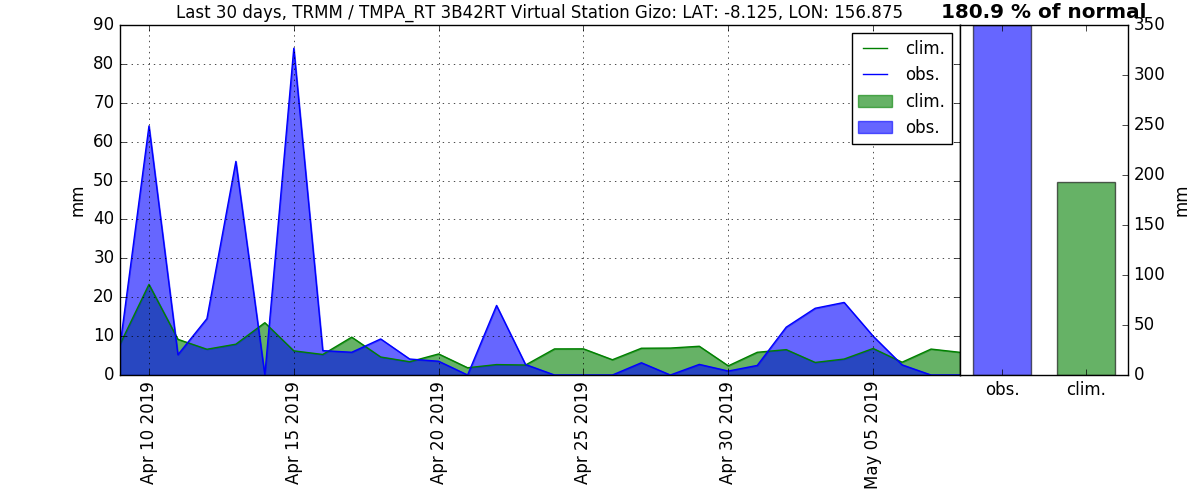 Last 30 days, TRMM / TMPA_RT 3B42RT Virtual Station Gizo: LAT: -8.125, LON: 156.875
180.9 % of normal
90
80
70
60
50
40
30
20
10
0
mm
Apr 10 2019
Apr 15 2019
Apr 20 2019
Apr 25 2019
Apr 30 2019
May 05 2019
clim.
obs.
clim.
obs.
350
300
250
200
150
100
50
0
mm
obs.
clim.